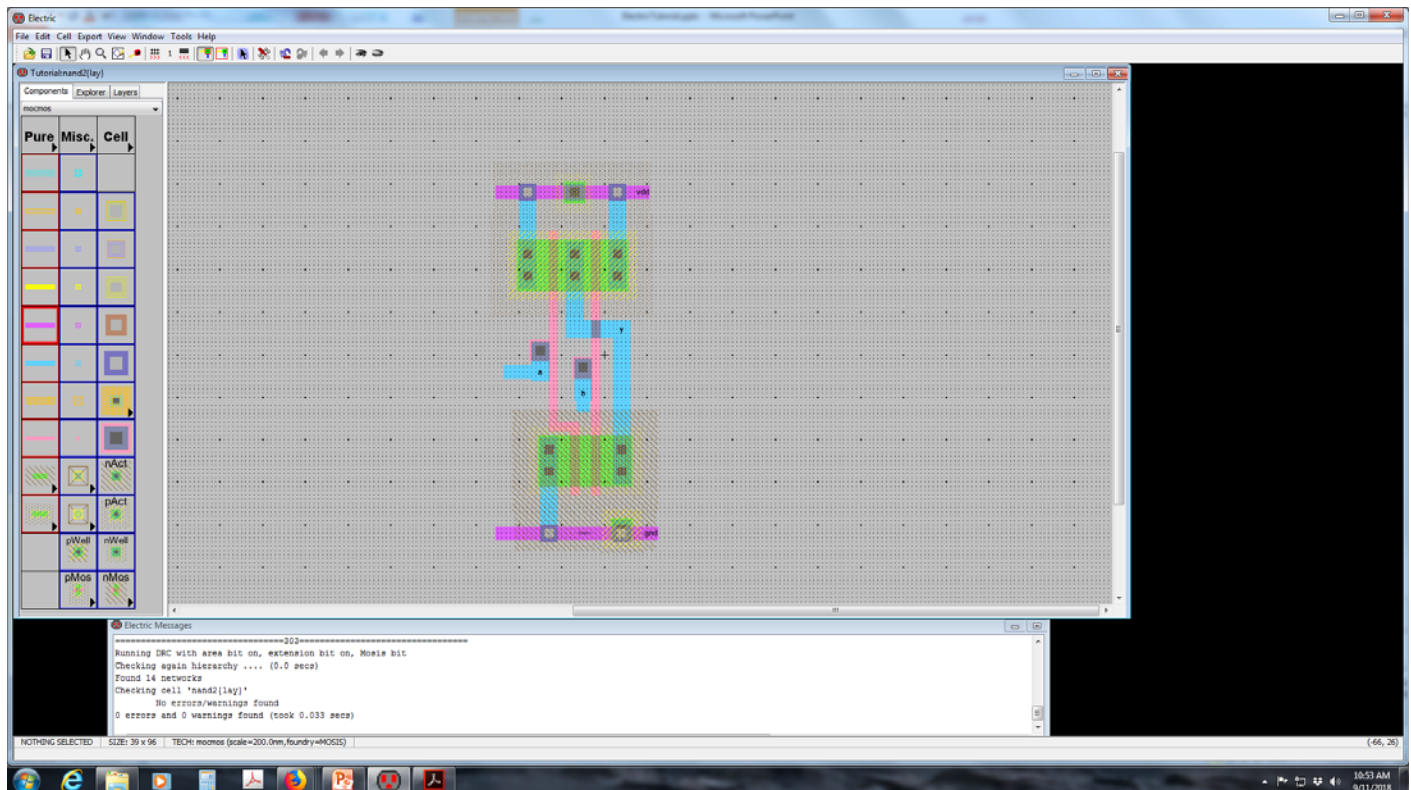 Electric
File Edit Cell Export View Window Tools Help
1
Tutorial:nand2{lay}
Components Explorer Layers
mocmos
Pure Misc. Cell
nAct
pAct
pWell nWell
pMos nMos
vdd
y
a
b
gnd
Electric Messages
=================================303=================================
Running DRC with area bit on, extension bit on, Mosis bit
Checking again hierarchy .... (0.0 secs)
Found 14 networks
Checking cell 'nand2{lay}'
No errors/warnings found
0 errors and 0 warnings found (took 0.033 secs)
NOTHING SELECTED SIZE: 39 x 96 TECH: mocmos (scale=200.0nm,foundry=MOSIS) (-66, 26)
10:53 AM
9/11/2018